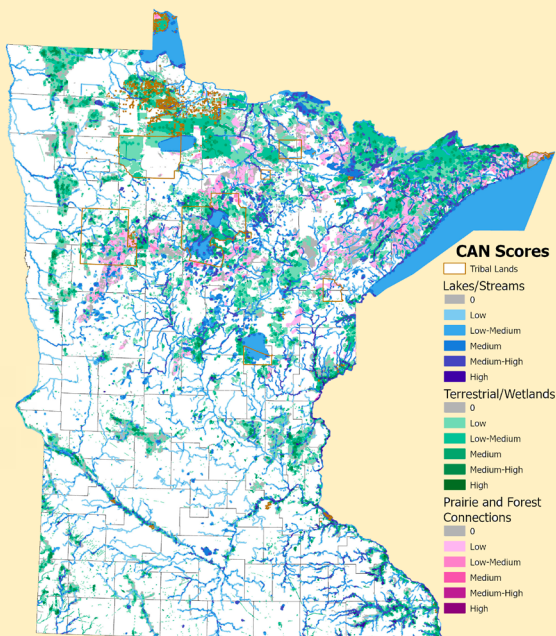 CAN Scores
Tribal Lands
Lakes/Streams
0
Low
Low-Medium
Medium
Medium-High
High
Terrestrial/Wetlands
0
Low
Low-Medium
Medium
Medium-High
High
Prairie and Forest
Connections
0
Low
Low-Medium
Medium
Medium-High
High